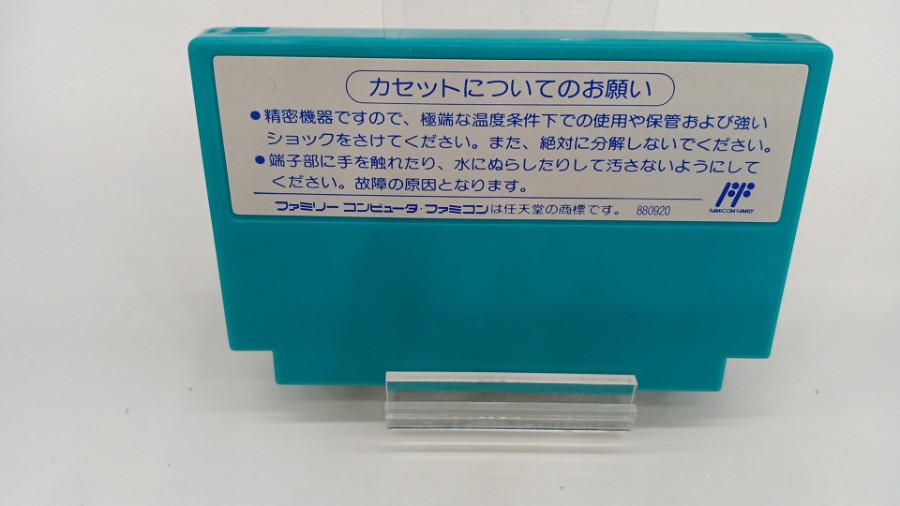 カセットについてのお願い
●精密機器ですので、極端な温度条件下での使用や保管および強い
ショックをさけてください。また、絶対に分解しないでください。
●端子部に手を触れたり、水にぬらしたりして汚さないようにして
ください。故障の原因となります。
ファミリーコンピュータ・ファミコンは任天堂の商標です。 880920
FAMICOM FAMILY